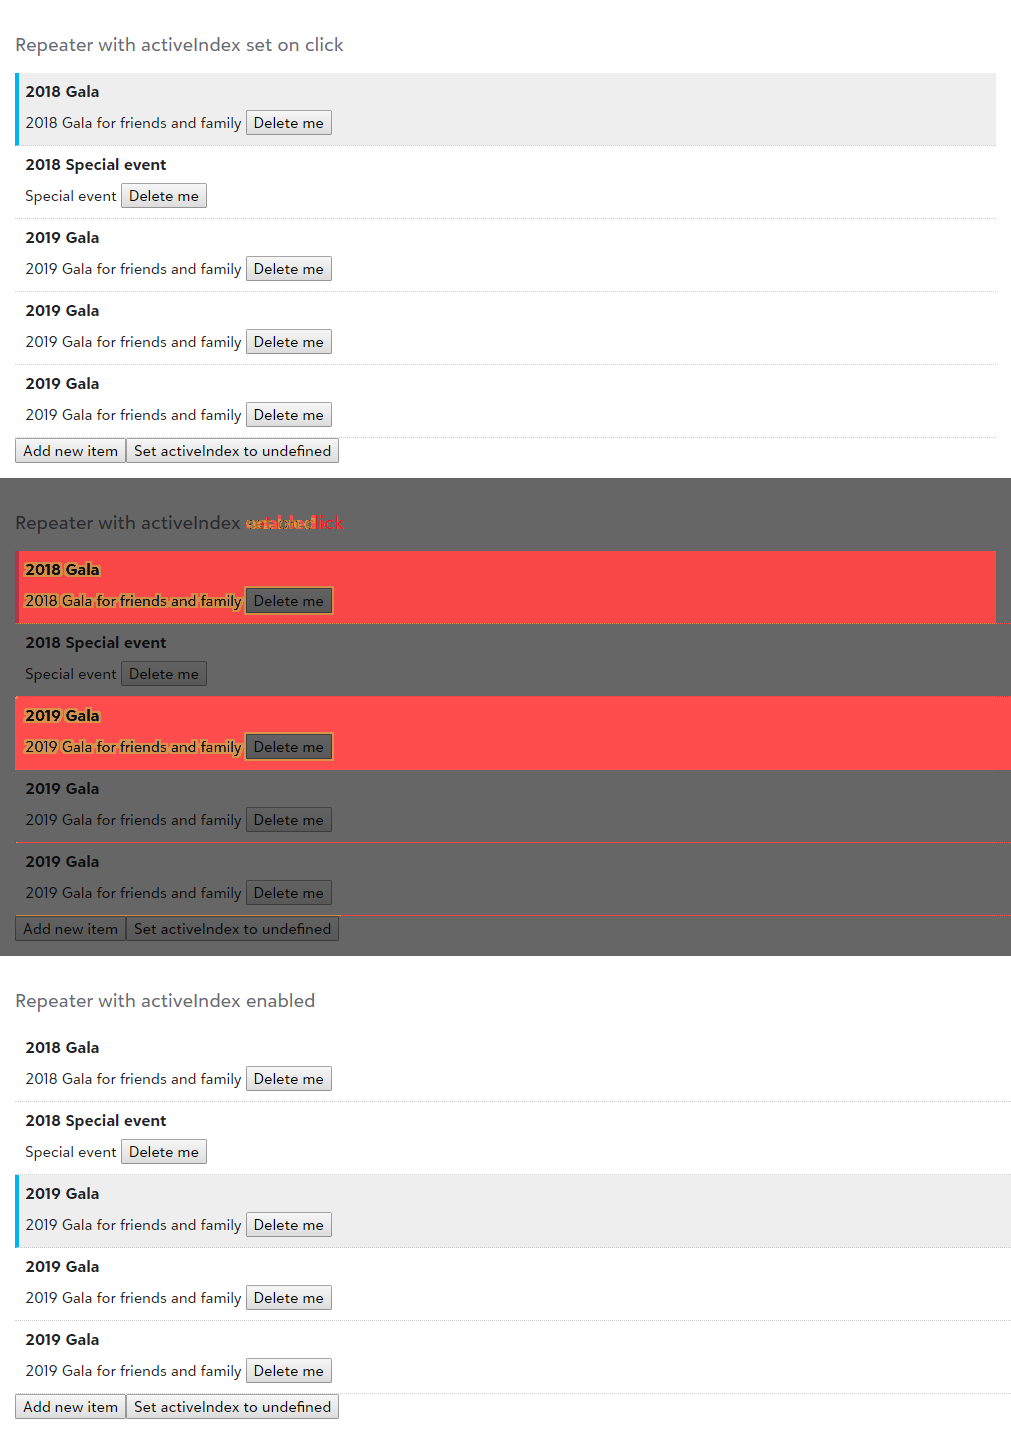 Repeater with activeIndex set on click
2018 Gala
2018 Gala for friends and family Delete me
2018 Special event
Special event Delete me
2019 Gala
2019 Gala for friends and family Delete me
2019 Gala
2019 Gala for friends and family Delete me
2019 Gala
2019 Gala for friends and family Delete me
Add new item Set activeIndex to undefined
Repeater with activeIndex
2018 Gala
2018 Gala for friends and family Delete me
2018 Special event
Special event Delete me
2019 Gala
2019 Gala for friends and family Delete me
2019 Gala
2019 Gala for friends and family Delete me
2019 Gala
2019 Gala for friends and family Delete me
Add new item Set activeIndex to undefined
Repeater with activeIndex enabled
2018 Gala
2018 Gala for friends and family Delete me
2018 Special event
Special event Delete me
2019 Gala
2019 Gala for friends and family Delete me
2019 Gala
2019 Gala for friends and family Delete me
2019 Gala
2019 Gala for friends and family Delete me
Add new item Set activeIndex to undefined